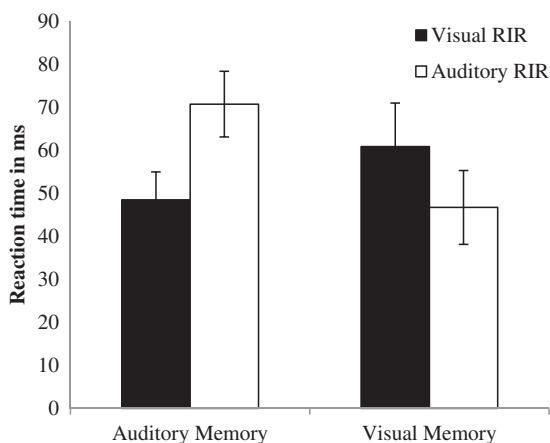 90
80
70
60
50
40
30
20
10
0
Reaction time in ms
Visual RIR
Auditory RIR
Auditory Memory
Visual Memory